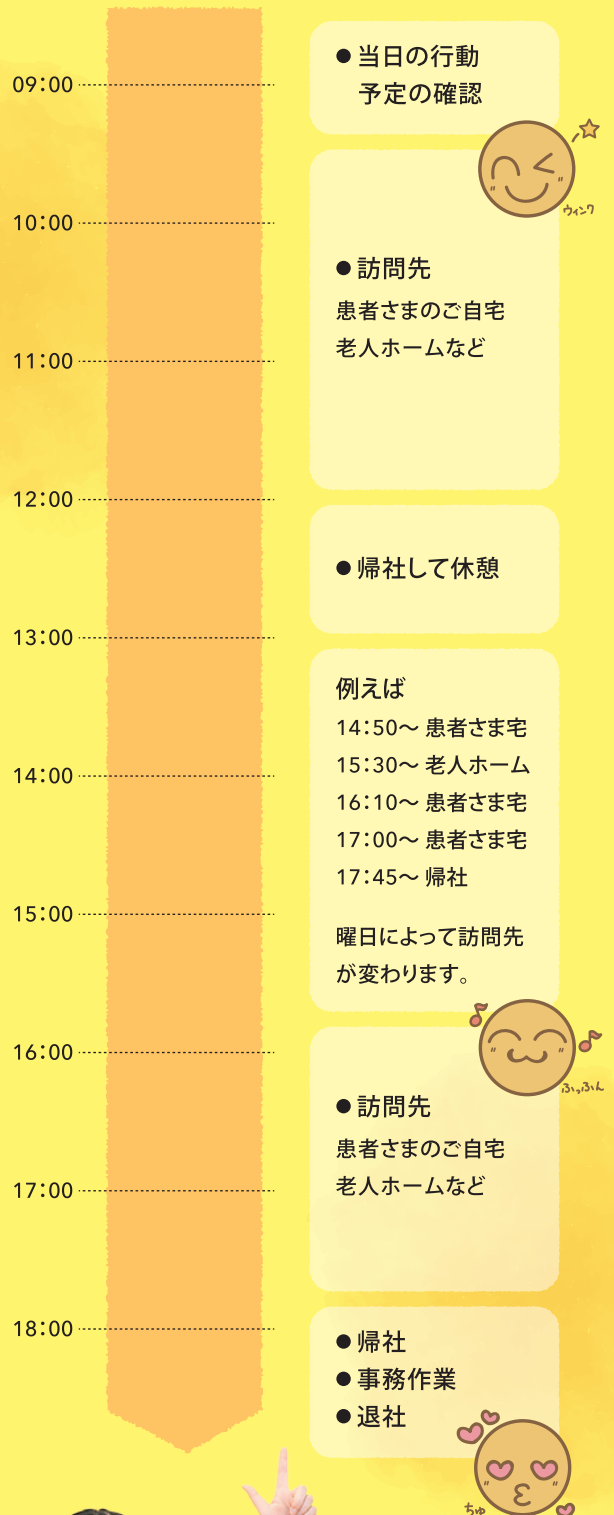 09:00
● 当日の行動
予定の確認
ウィンク
10:00
● 訪問先
患者さまのご自宅
老人ホームなど
11:00
12:00
● 帰社して休憩
13:00
例えば
14:50～ 患者さま宅
15:30～ 老人ホーム
16:10～ 患者さま宅
17:00～ 患者さま宅
17:45～ 帰社
曜日によって訪問先
が変わります。
14:00
15:00
16:00
ふっふん
● 訪問先
患者さまのご自宅
老人ホームなど
17:00
18:00
● 帰社
● 事務作業
● 退社
ちゅ